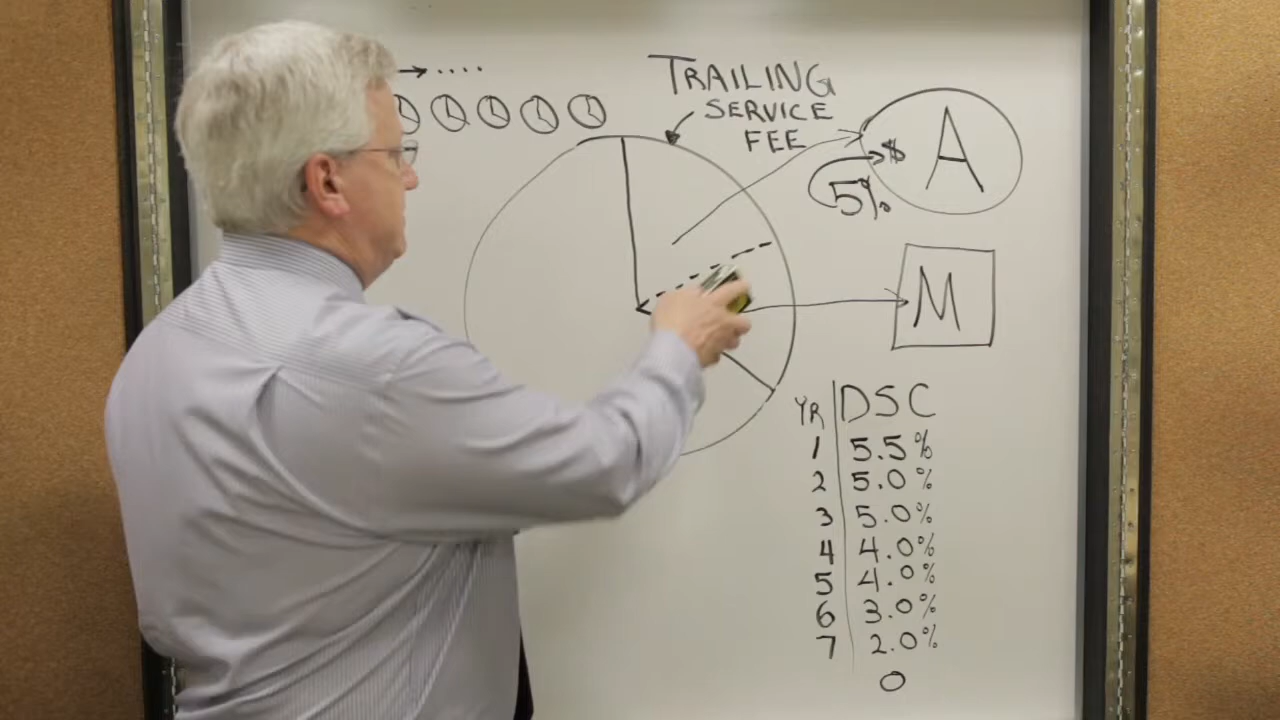 TRAILING
SERVICE
FEE
A
$
5%
M
YR DSC
1 5.5%
2 5.0%
3 5.0%
4 4.0%
5 4.0%
6 3.0%
7 2.0%
0